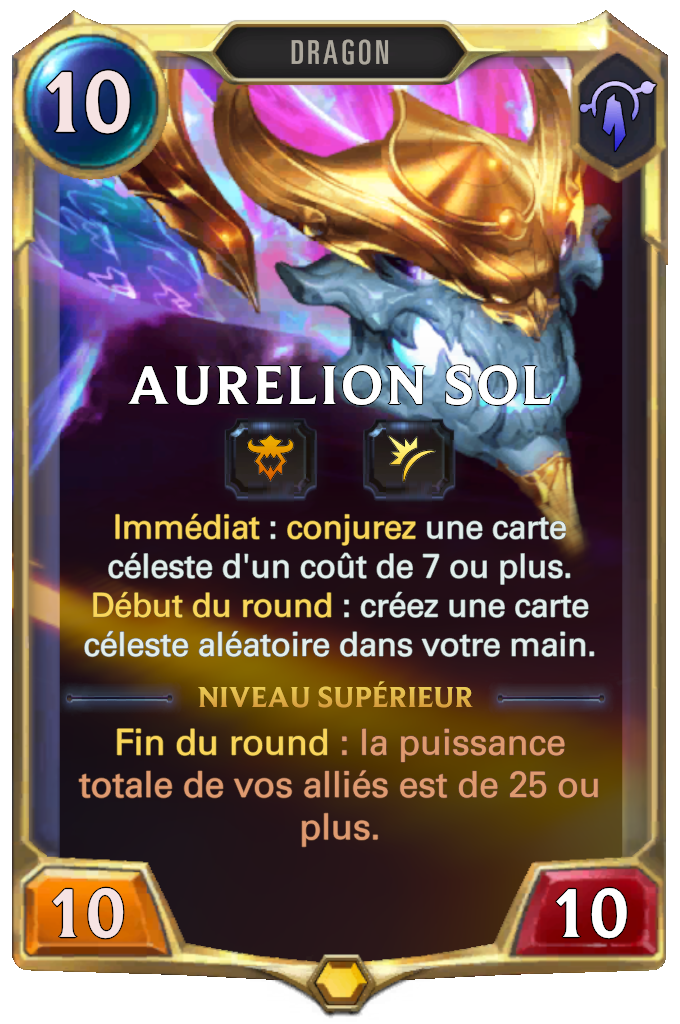 DRAGON
10
AURELION SOL
Immédiat : conjurez une carte
céleste d'un coût de 7 ou plus.
Début du round : créez une carte
céleste aléatoire dans votre main.
NIVEAU SUPÉRIEUR
Fin du round : la puissance
totale de vos alliés est de 25 ou
plus.
10
10